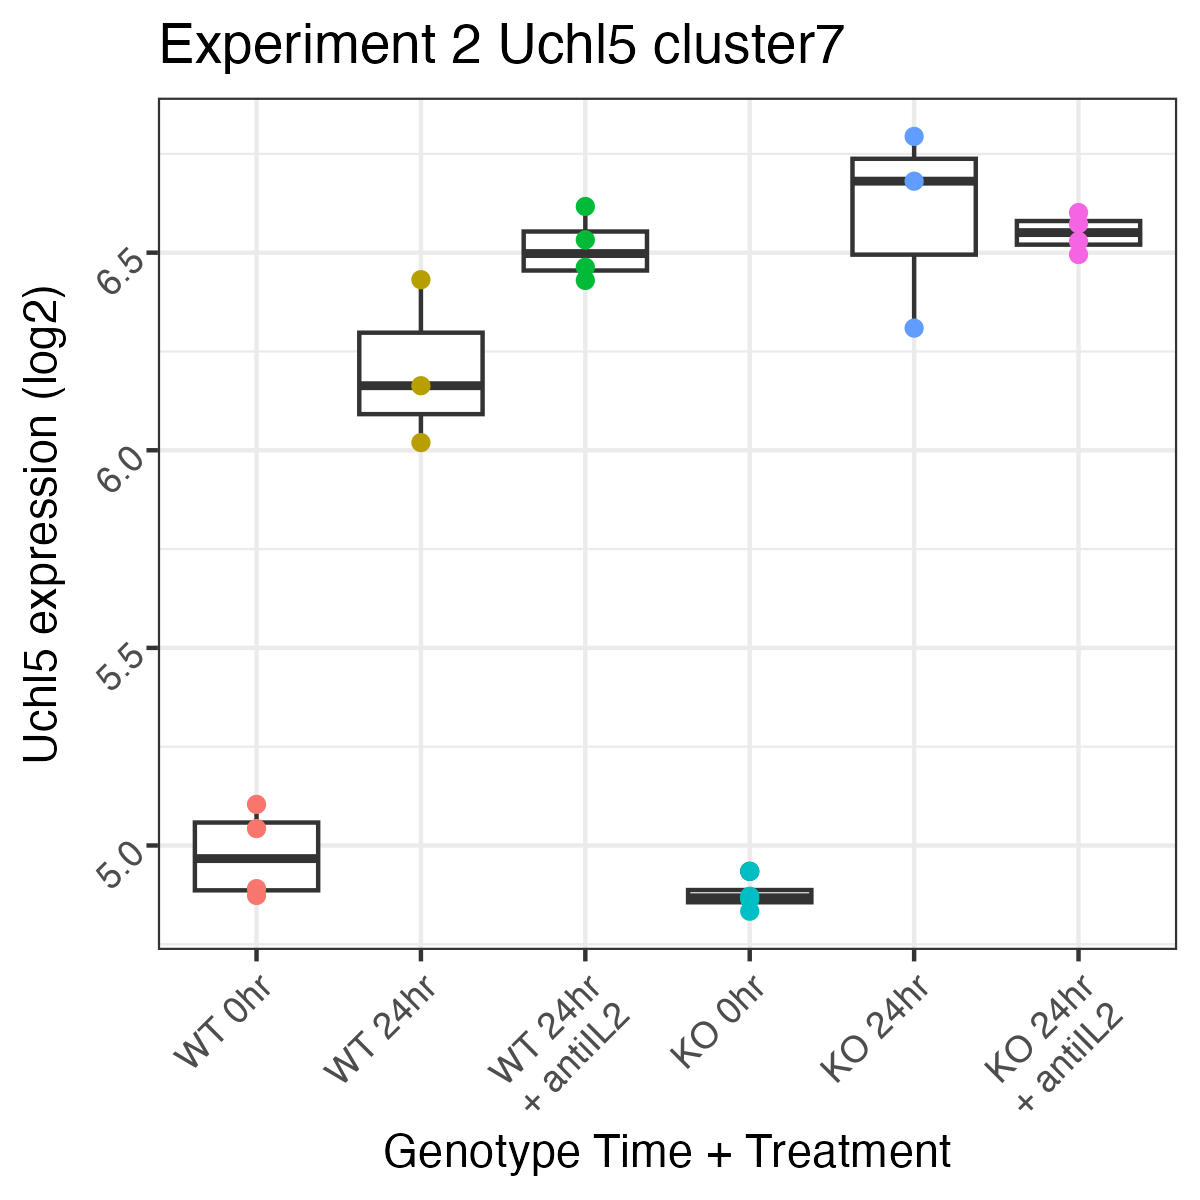 Experiment 2 Uchl5 cluster7
Uchl5 expression (log2)
6.5
6.0
5.5
5.0
WT 0hr
WT 24hr
WT 24hr
+ antiIL2
KO 0hr
KO 24hr
KO 24hr
+ antiIL2
Genotype Time + Treatment